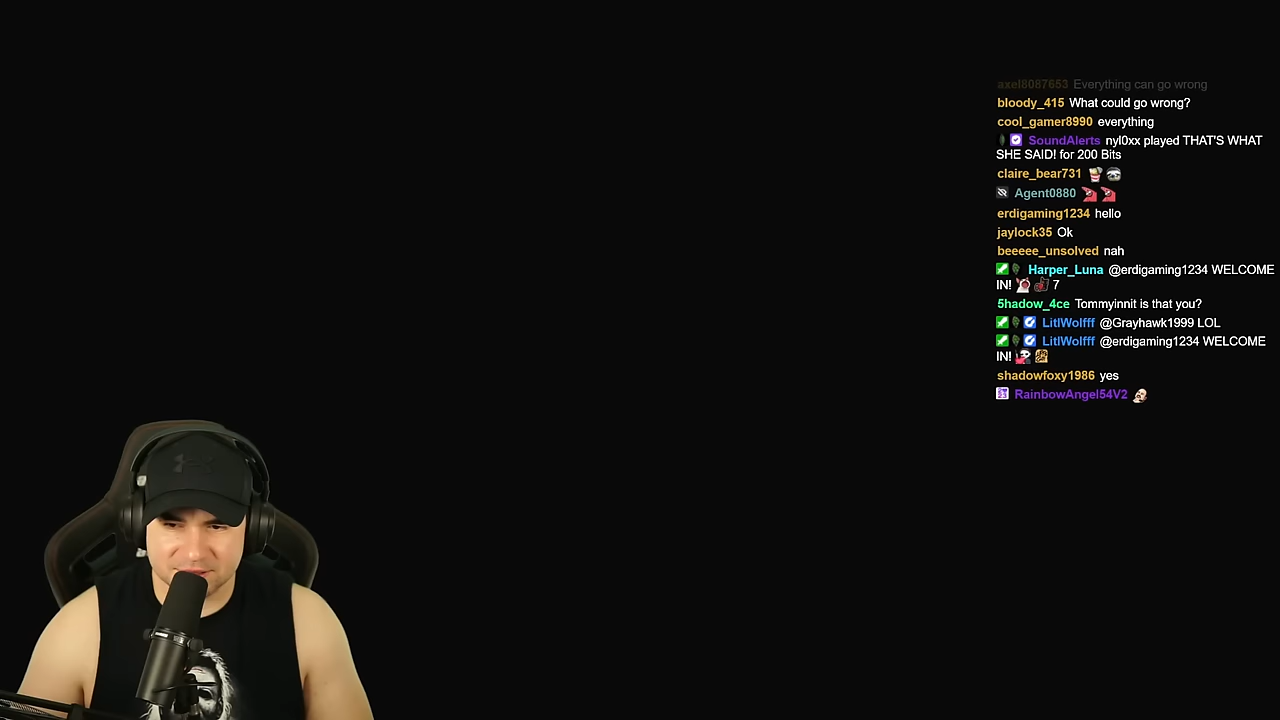 axel8087653 Everything can go wrong
bloody_415 What could go wrong?
cool_gamer8990 everything
SoundAlerts nyl0xx played THAT'S WHAT
SHE SAID! for 200 Bits
claire_bear731
Agent0880
erdigaming1234 hello
jaylock35 Ok
beeeee_unsolved nah
Harper_Luna @erdigaming1234 WELCOME
IN! 7
5hadow_4ce Tommyinnit is that you?
LitlWolfff @Grayhawk1999 LOL
LitlWolfff @erdigaming1234 WELCOME
IN!
shadowfoxy1986 yes
RainbowAngel54V2